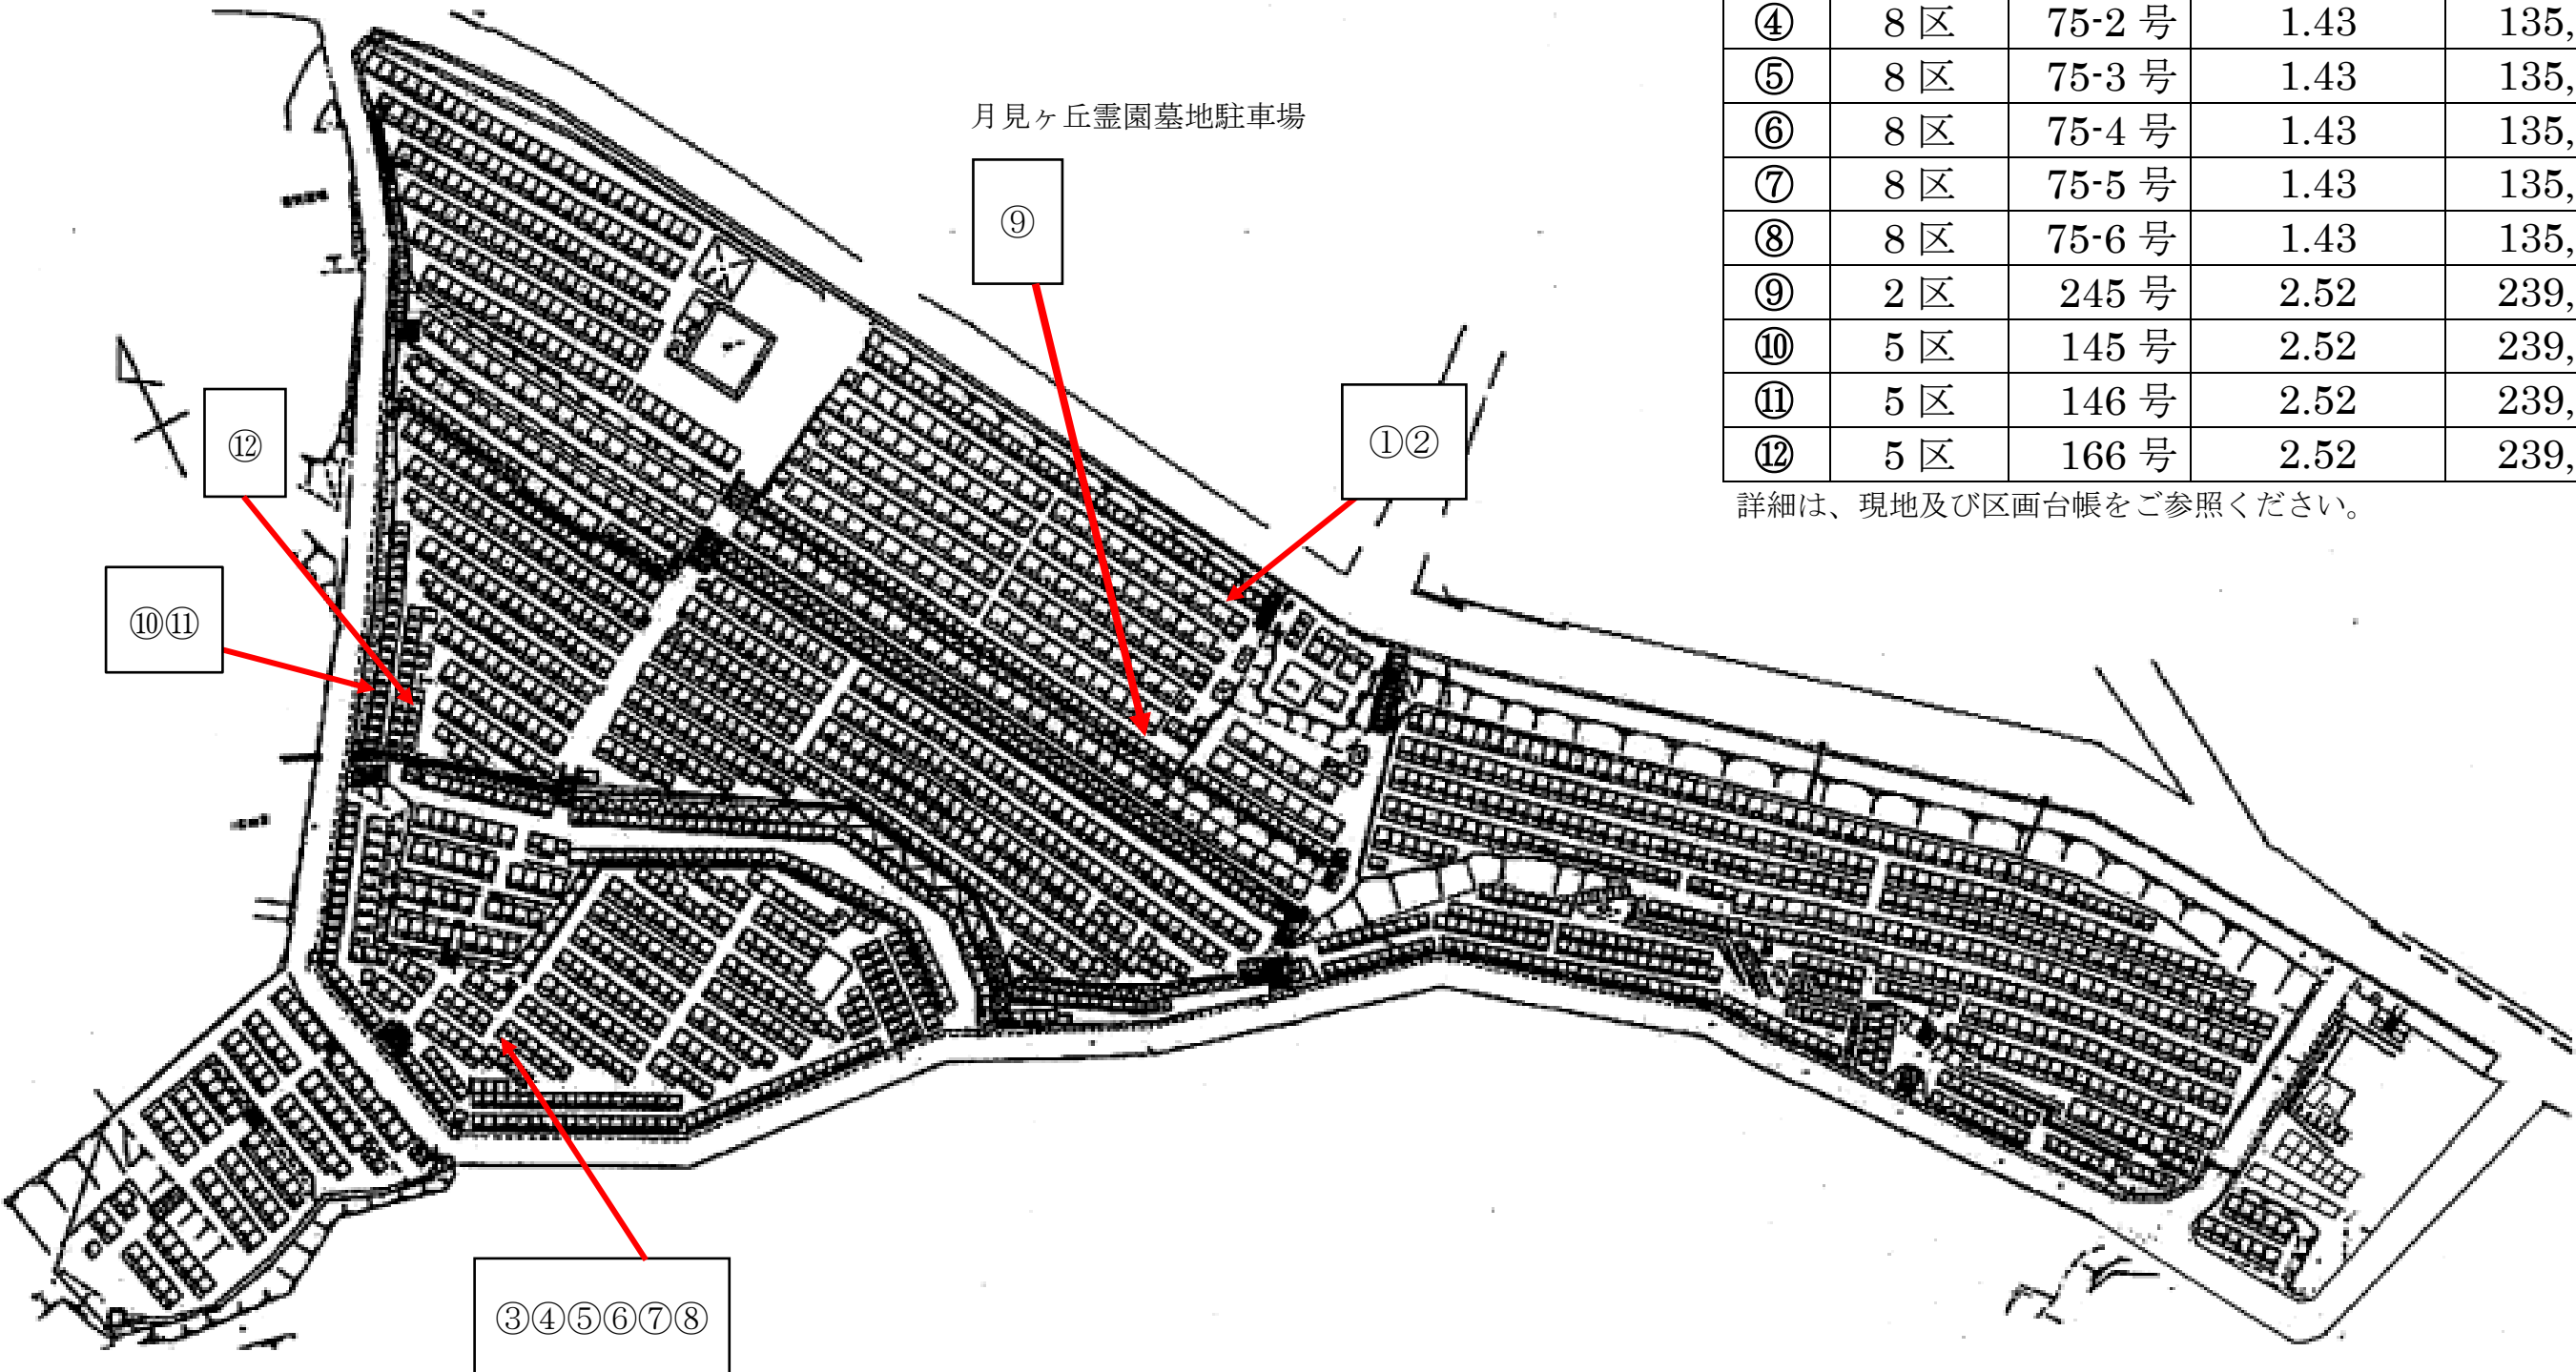 ④ 8区 75-2号 1.43 135,
⑤ 8区 75-3号 1.43 135,
⑥ 8区 75-4号 1.43 135,
⑦ 8区 75-5号 1.43 135,
⑧ 8区 75-6号 1.43 135,
⑨ 2区 245号 2.52 239,
⑩ 5区 145号 2.52 239,
⑪ 5区 146号 2.52 239,
⑫ 5区 166号 2.52 239,
詳細は、現地及び区画台帳をご参照ください。
月見ヶ丘霊園墓地駐車場
⑨
①②
⑫
⑩⑪
③④⑤⑥⑦⑧